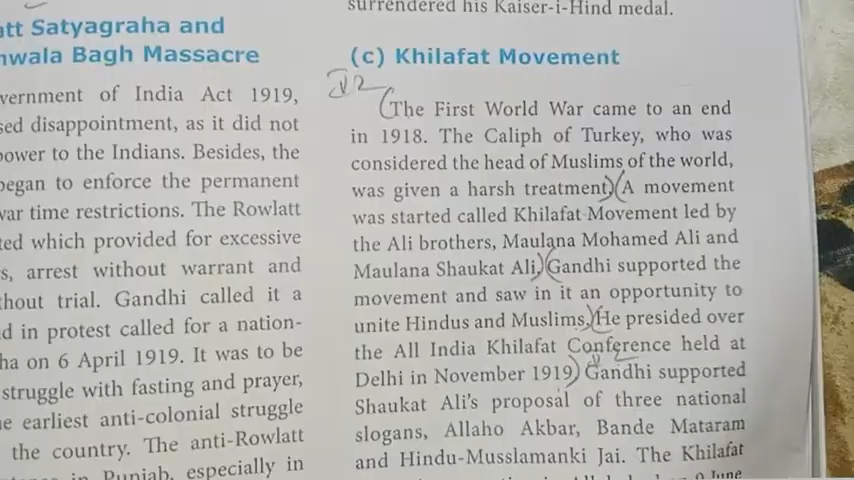 att Satyagraha and
nwala Bagh Massacre
vernment of India Act 1919,
sed disappointment, as it did not
power to the Indians. Besides, the
began to enforce the permanent
war time restrictions. The Rowlatt
ted which provided for excessive
s, arrest without warrant and
thout trial. Gandhi called it a
d in protest called for a nation-
ha on 6 April 1919. It was to be
struggle with fasting and prayer,
e earliest anti-colonial struggle
the country. The anti-Rowlatt
in Punjab, especially in
surrendered his Kaiser-i-Hind medal.
(c) Khilafat Movement
The First World War came to an end
in 1918. The Caliph of Turkey, who was
considered the head of Muslims of the world,
was given a harsh treatment. A movement
was started called Khilafat Movement led by
the Ali brothers, Maulana Mohamed Ali and
Maulana Shaukat Ali. Gandhi supported the
movement and saw in it an opportunity to
unite Hindus and Muslims. He presided over
the All India Khilafat Conference held at
Delhi in November 1919. Gandhi supported
Shaukat Ali's proposal of three national
slogans, Allaho Akbar, Bande Mataram
and Hindu-Musslamanki Jai. The Khilafat
9 June